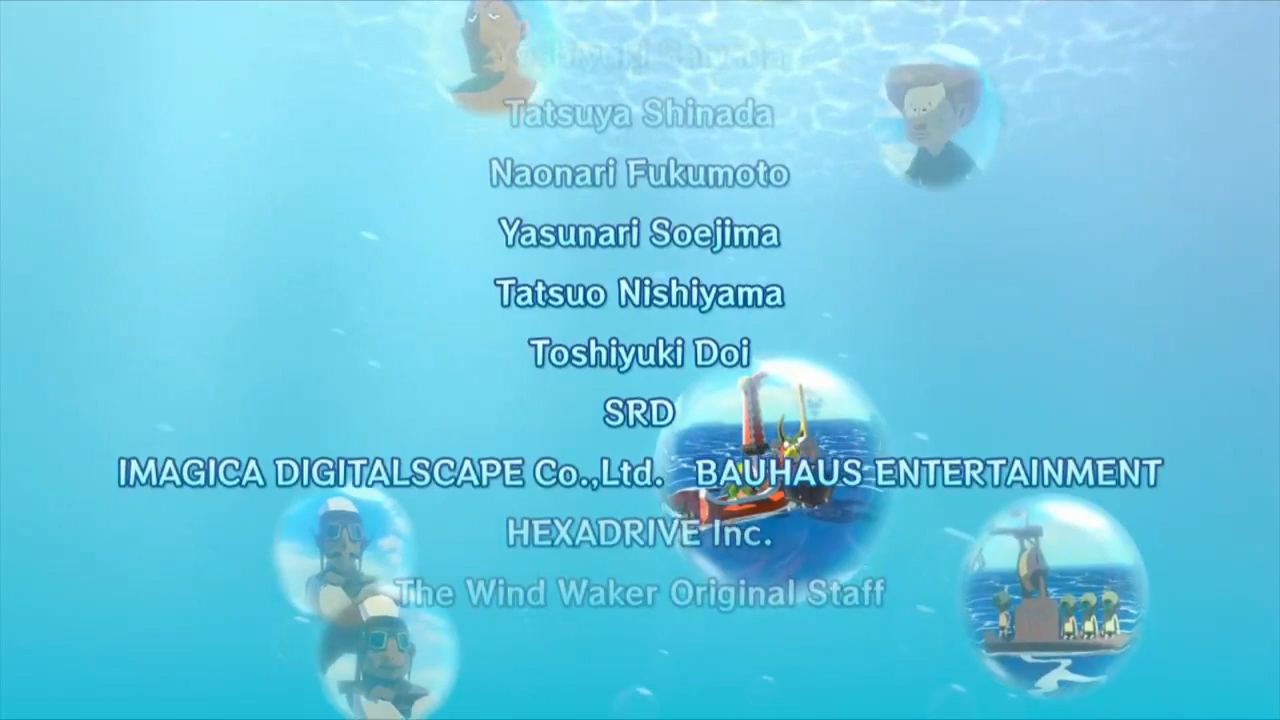 Tatsuya Shinada
Naonari Fukumoto
Yasunari Soejima
Tatsuo Nishiyama
Toshiyuki Doi
SRD
IMAGICA DIGITALSCAPE Co.,Ltd. BAUHAUS ENTERTAINMENT
HEXADRIVE Inc.
The Wind Waker Original Staff